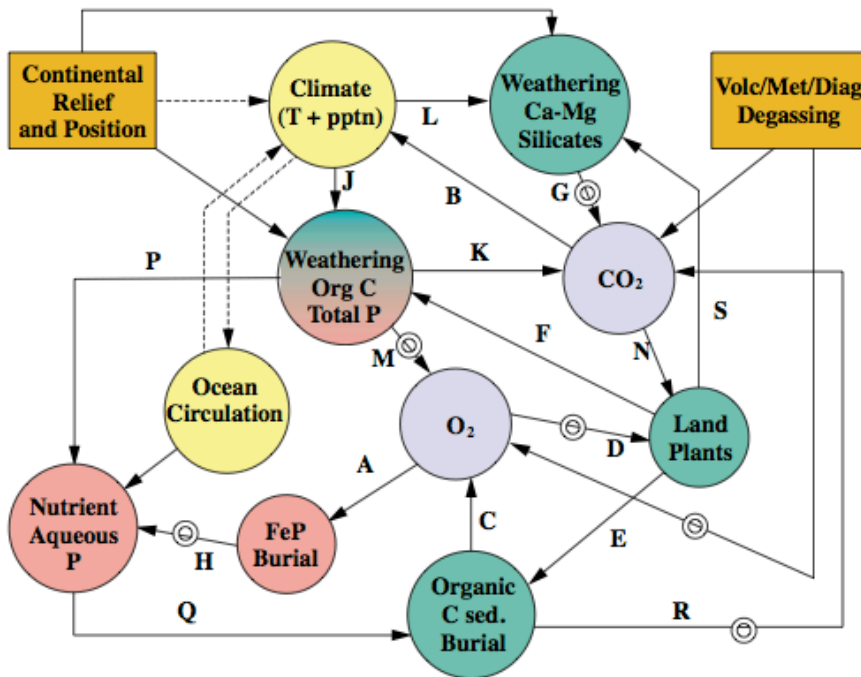 Continental
Relief
and Position
Climate
(T + pptn)
L
Weathering
Ca-Mg
Silicates
Volc/Met/Diag
Degassing
J
B
G
P
Weathering
Org C
Total P
K
CO₂
S
M
F
N
Ocean
Circulation
O₂
D
Land
Plants
A
Nutrient
Aqueous
P
H
FeP
Burial
C
E
Organic
C sed.
Burial
Q
R